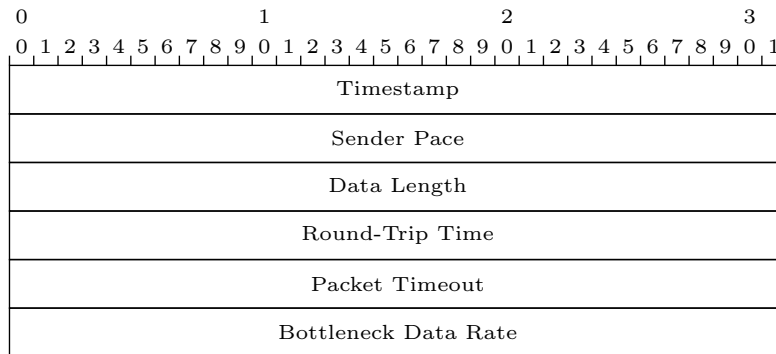 0 1 2 3
0 1 2 3 4 5 6 7 8 9 0 1 2 3 4 5 6 7 8 9 0 1 2 3 4 5 6 7 8 9 0 1
Timestamp
Sender Pace
Data Length
Round-Trip Time
Packet Timeout
Bottleneck Data Rate